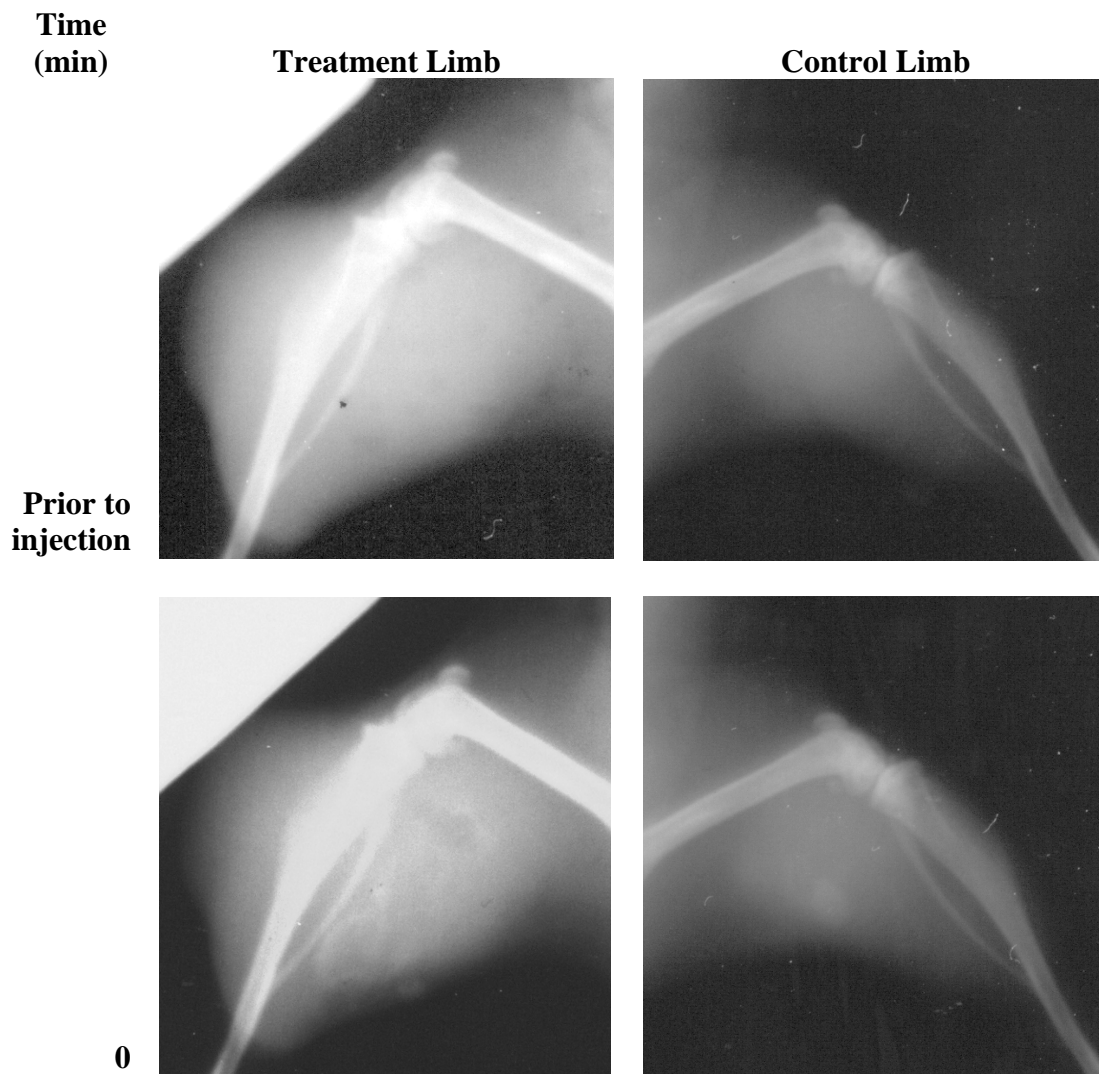 Time
(min)
Treatment Limb
Control Limb
Prior to
injection
0